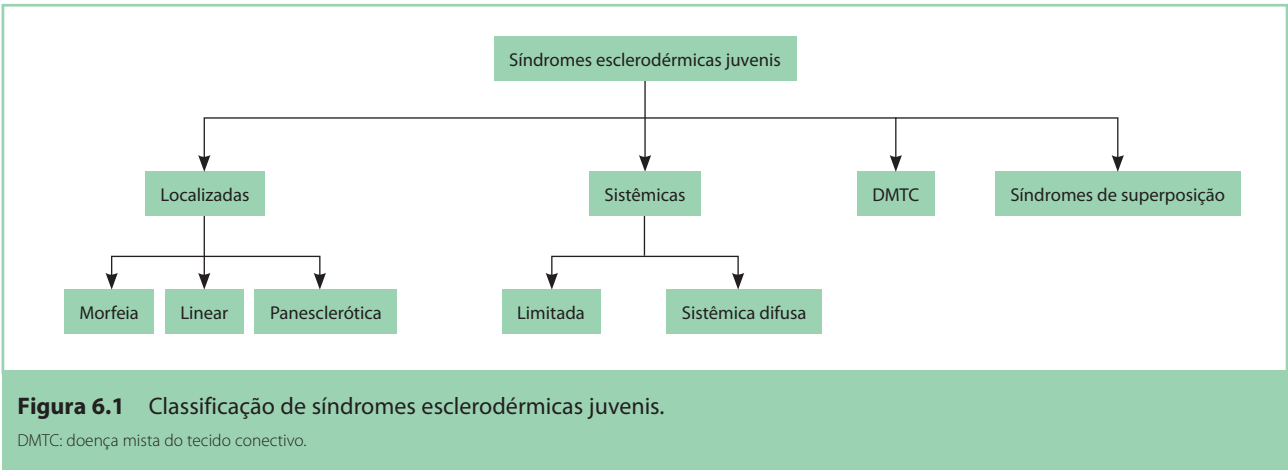 Síndromes esclerodérmicas juvenis
Localizadas
Sistêmicas
DMTC
Síndromes de superposição
Morfeia
Linear
Panesclerótica
Limitada
Sistêmica difusa
Figura 6.1 Classificação de síndromes esclerodérmicas juvenis.
DMTC: doença mista do tecido conectivo.